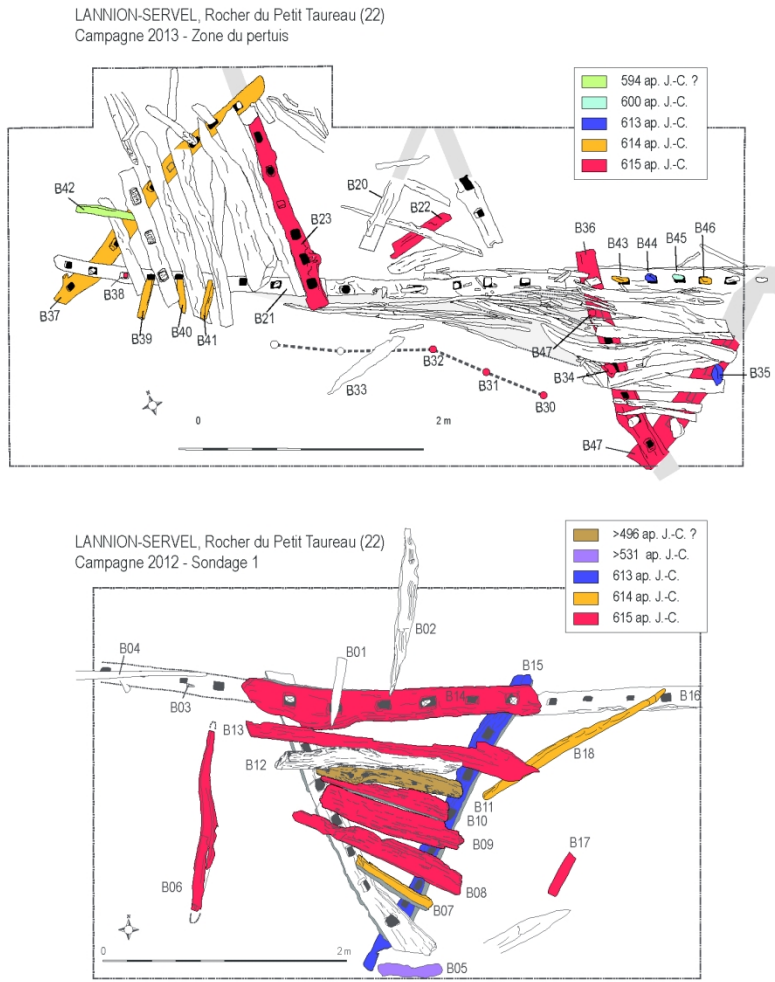 LANNION-SERVEL, Rocher du Petit Taureau (22)
Campagne 2013 - Zone du pertuis
594 ap. J.-C. ?
600 ap. J.-C.
613 ap. J.-C.
614 ap. J.-C.
615 ap. J.-C.
B42
B20
B22
B23
B36
B43
B44
B45
B46
B37
B38
B39
B40
B41
B21
B33
B32
B31
B30
B47
B34
B35
B47
0
2 m
LANNION-SERVEL, Rocher du Petit Taureau (22)
Campagne 2012 - Sondage 1
>496 ap. J.-C. ?
>531 ap. J.-C.
613 ap. J.-C.
614 ap. J.-C.
615 ap. J.-C.
B04
B03
B01
B02
B15
B14
B16
B13
B12
B18
B11
B10
B09
B08
B07
B06
B17
B05
0
2 m